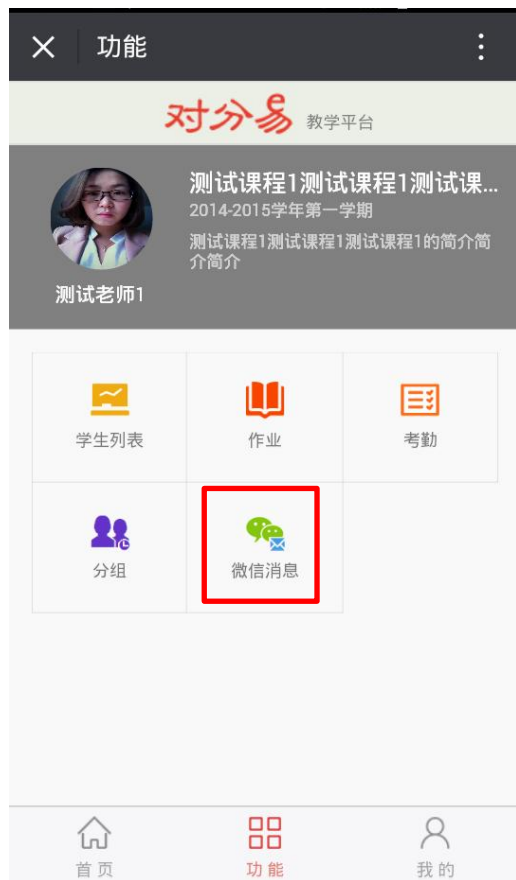 功能
对分易 教学平台
测试课程1测试课程1测试课...
2014-2015学年第一学期
测试课程1测试课程1测试课程1的简介简
介简介
测试老师1
学生列表
作业
考勤
分组
微信消息
首页
功能
我的